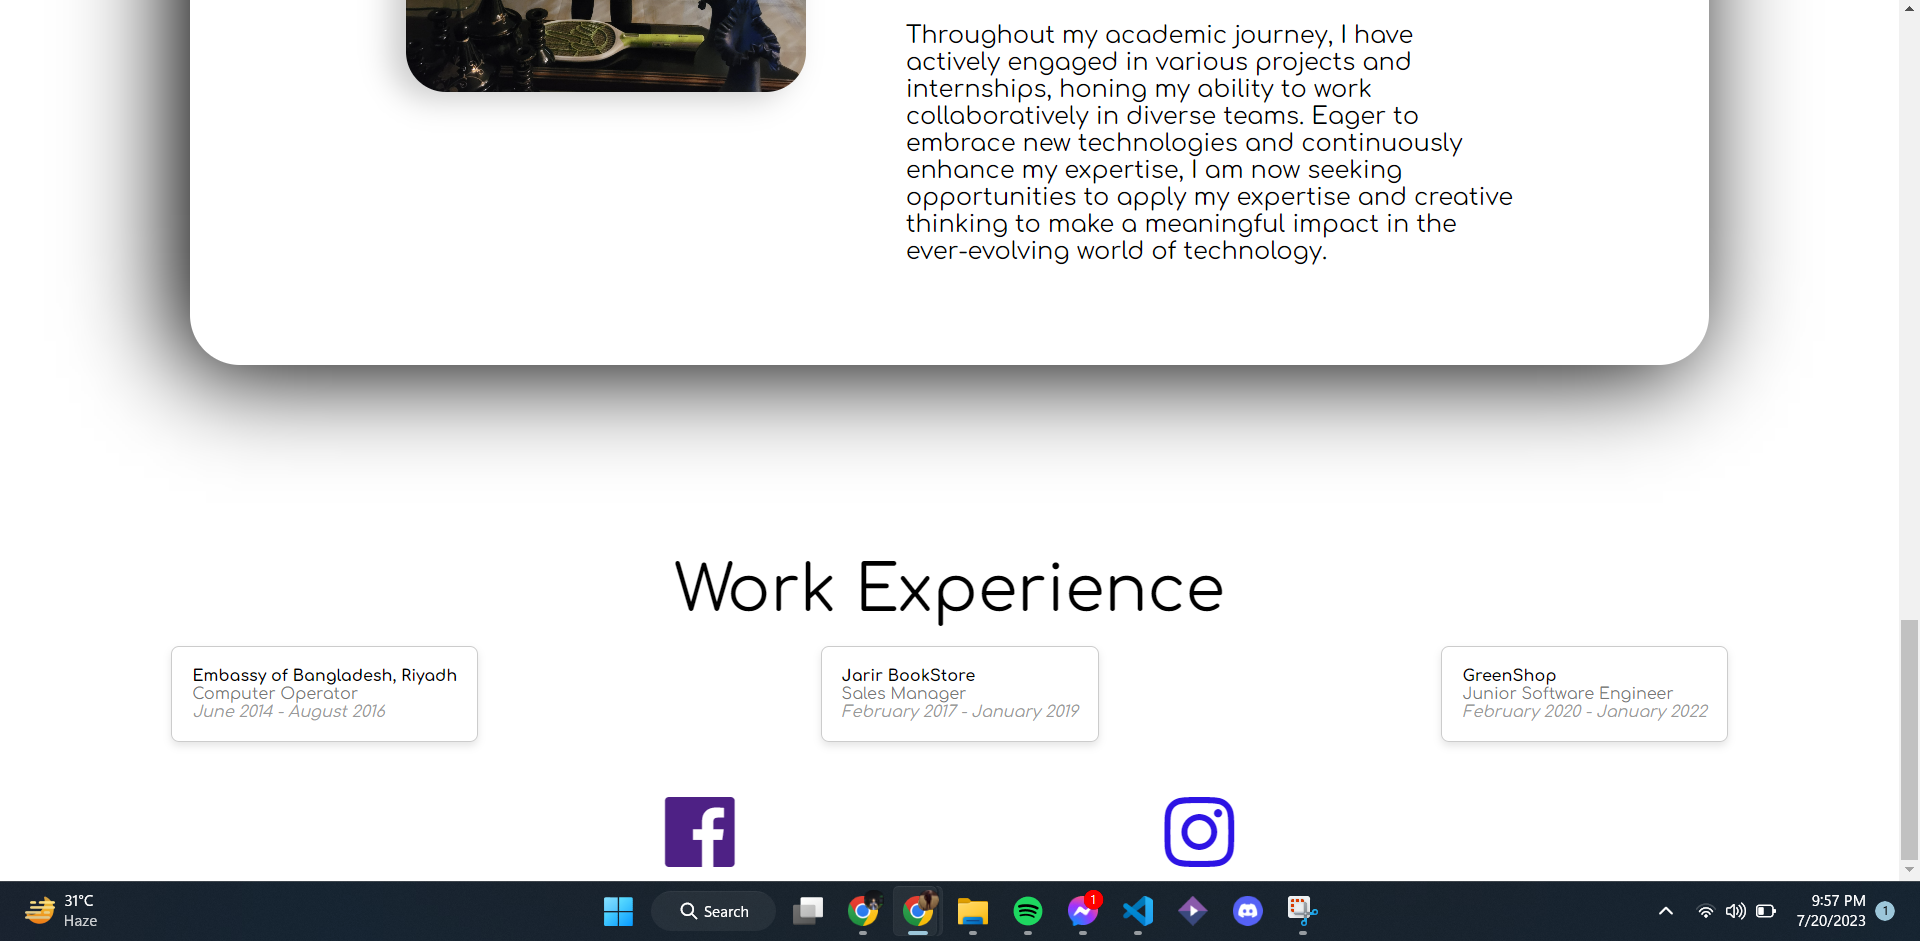 Throughout my academic journey, I have
actively engaged in various projects and
internships, honing my ability to work
collaboratively in diverse teams. Eager to
embrace new technologies and continuously
enhance my expertise, I am now seeking
opportunities to apply my expertise and creative
thinking to make a meaningful impact in the
ever-evolving world of technology.
Work Experience
Embassy of Bangladesh, Riyadh
Computer Operator
June 2014 - August 2016
Jarir BookStore
Sales Manager
February 2017 - January 2019
GreenShop
Junior Software Engineer
February 2020 - January 2022
31°C
Haze
Search
1
9:57 PM
7/20/2023
1